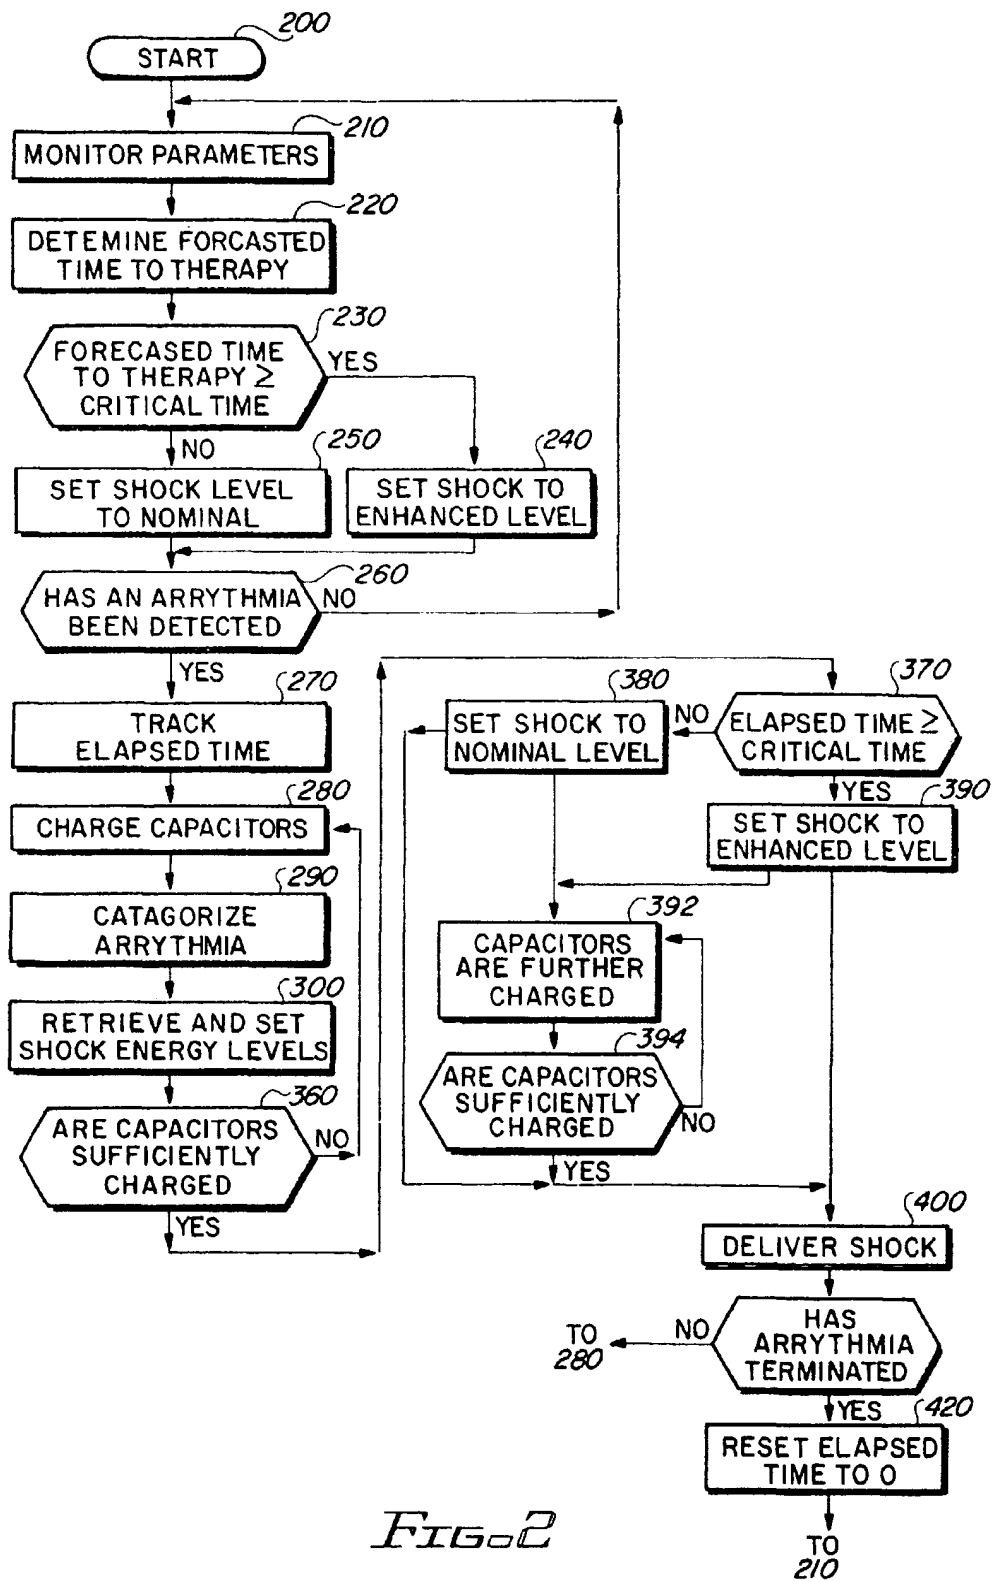 200
START
210
MONITOR PARAMETERS
220
DETEMINE FORCASTED
TIME TO THERAPY
230
FORECASED TIME
TO THERAPY ≥
CRITICAL TIME
YES
NO
250
SET SHOCK LEVEL
TO NOMINAL
240
SET SHOCK TO
ENHANCED LEVEL
260
HAS AN ARRYTHMIA
BEEN DETECTED
NO
YES
270
TRACK
ELAPSED TIME
280
CHARGE CAPACITORS
290
CATAGORIZE
ARRYTHMIA
300
RETRIEVE AND SET
SHOCK ENERGY LEVELS
360
ARE CAPACITORS
SUFFICIENTLY
CHARGED
NO
YES
370
ELAPSED TIME ≥
CRITICAL TIME
NO
YES
380
SET SHOCK TO
NOMINAL LEVEL
390
SET SHOCK TO
ENHANCED LEVEL
392
CAPACITORS
ARE FURTHER
CHARGED
394
ARE CAPACITORS
SUFFICIENTLY
CHARGED
NO
YES
400
DELIVER SHOCK
HAS
ARRYTHMIA
TERMINATED
NO
TO
280
YES
420
RESET ELAPSED
TIME TO 0
TO
210
FIG. 2